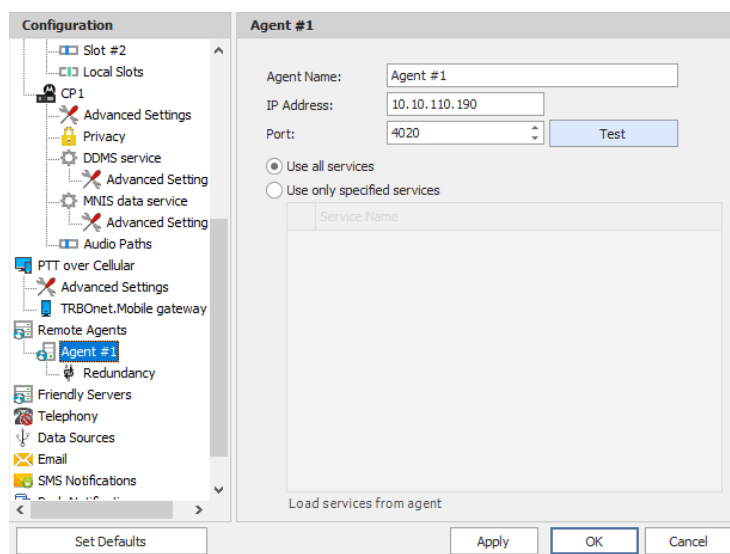 Configuration
Slot #2
Local Slots
CP1
Advanced Settings
Privacy
DDMS service
Advanced Setting
MNIS data service
Advanced Setting
Audio Paths
PTT over Cellular
Advanced Settings
TRBOnet.Mobile gateway
Remote Agents
Agent #1
Redundancy
Friendly Servers
Telephony
Data Sources
Email
SMS Notifications
Set Defaults
Agent #1
Agent Name: Agent #1
IP Address: 10.10.110.190
Port: 4020 Test
Use all services
Use only specified services
Service Name
Load services from agent
Apply OK Cancel